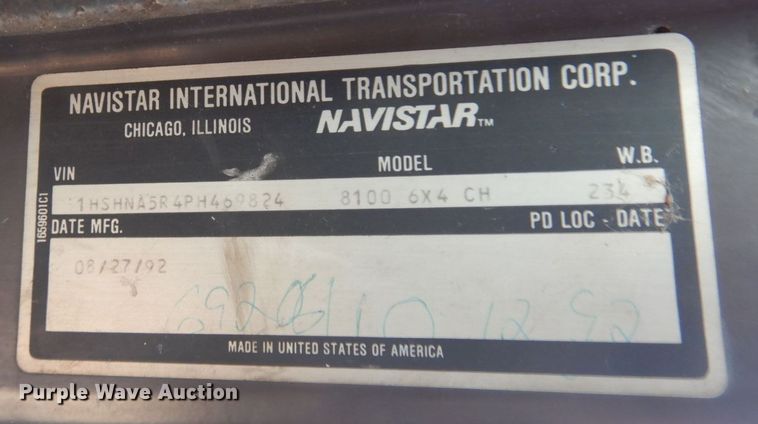 NAVISTAR INTERNATIONAL TRANSPORTATION CORP.
CHICAGO, ILLINOIS NAVISTAR™
VIN MODEL W.B.
1HSHNA5R4PH469824 8100 6X4 CH 234
DATE MFG. PD LOC - DATE
08/27/92
10 12 92
MADE IN UNITED STATES OF AMERICA
1659601C1
Purple Wave Auction